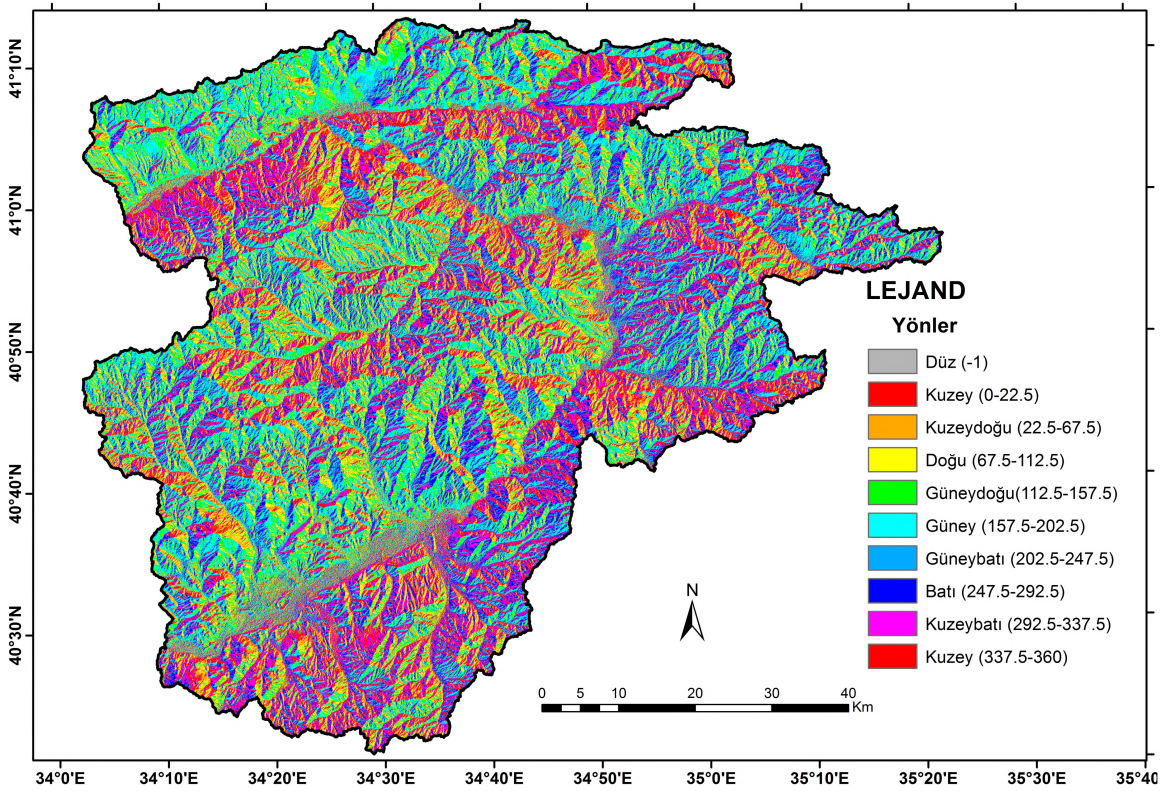 41°10'N
41°0'N
40°50'N
40°40'N
40°30'N
LEJAND
Yönler
Düz (-1)
Kuzey (0-22.5)
Kuzeydoğu (22.5-67.5)
Doğu (67.5-112.5)
Güneydoğu(112.5-157.5)
Güney (157.5-202.5)
Güneybatı (202.5-247.5)
Batı (247.5-292.5)
Kuzeybatı (292.5-337.5)
Kuzey (337.5-360)
N
0 5 10 20 30 40 Km
34°0'E 34°10'E 34°20'E 34°30'E 34°40'E 34°50'E 35°0'E 35°10'E 35°20'E 35°30'E 35°40